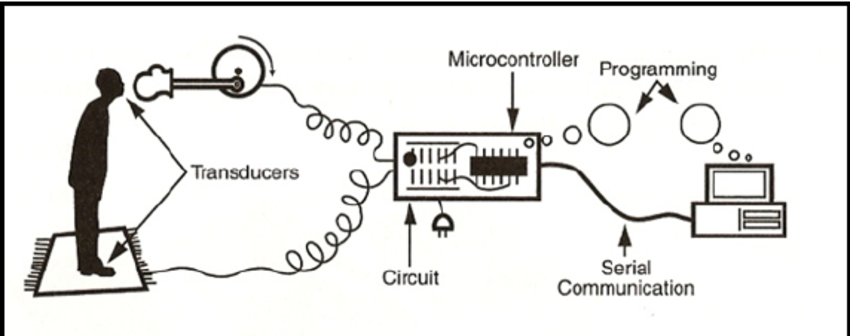 Microcontroller
Programming
Transducers
Circuit
Serial
Communication